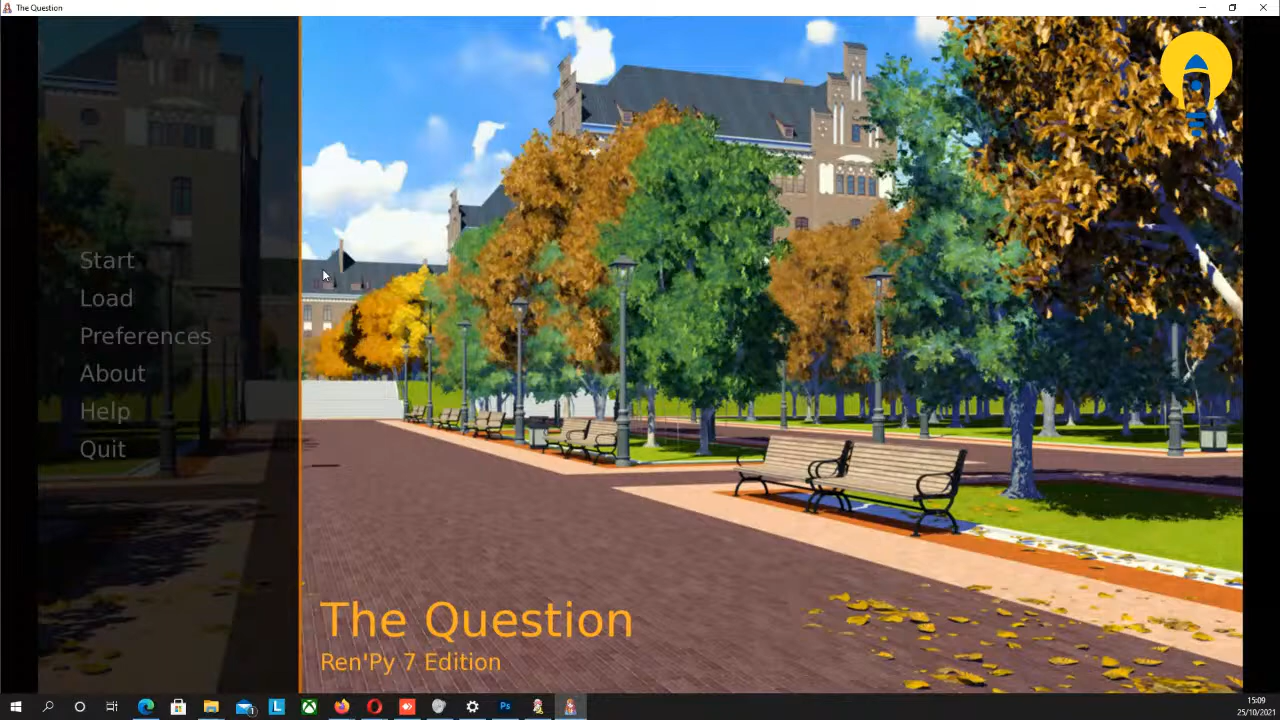 The Question
Start
Load
Preferences
About
Help
Quit
The Question
Ren'Py 7 Edition
L
Ps
15:09
25/10/2021